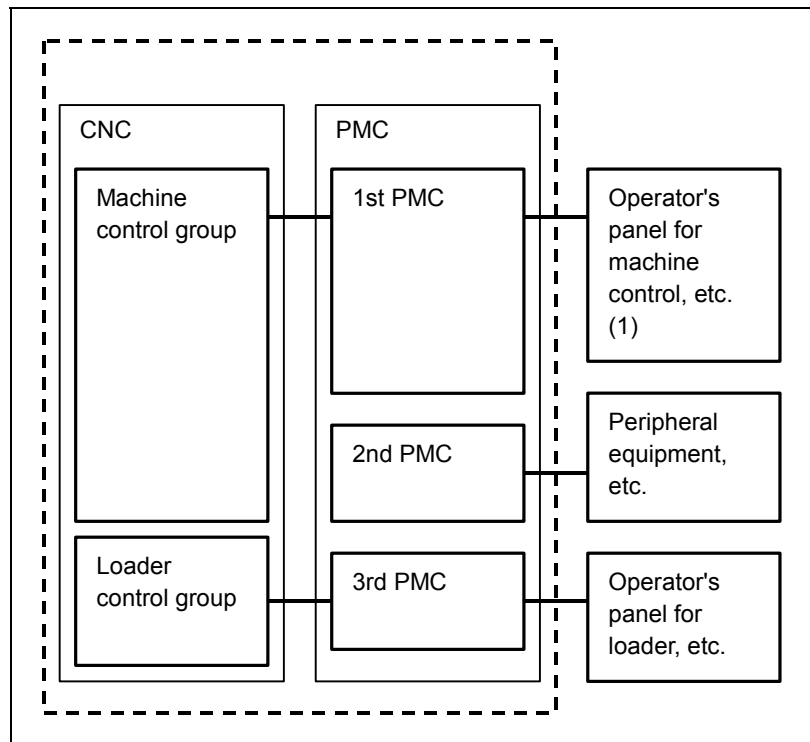 CNC
Machine
control group
Loader
control group
PMC
1st PMC
2nd PMC
3rd PMC
Operator's
panel for
machine
control, etc.
(1)
Peripheral
equipment,
etc.
Operator's
panel for
loader, etc.